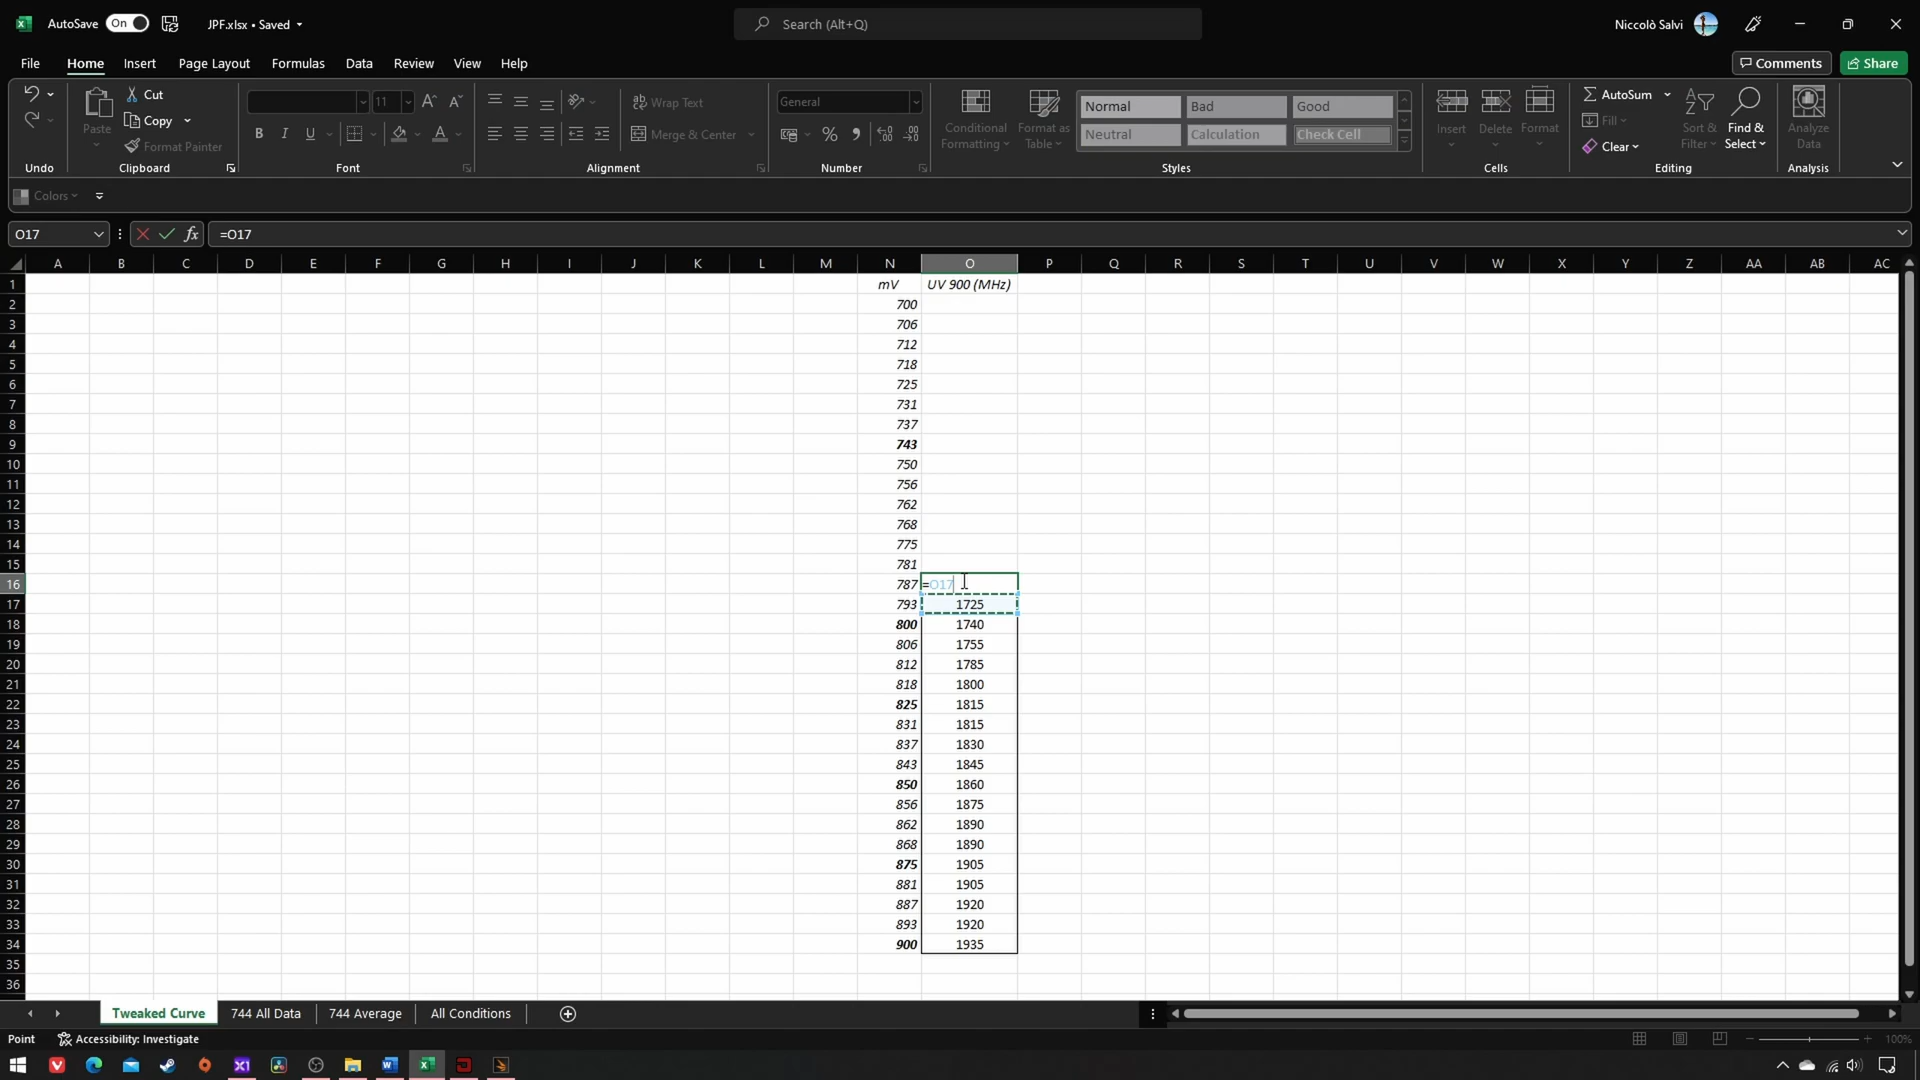 AutoSave On JPF.xlsx • Saved Search (Alt+Q) Niccolò Salvi
File Home Insert Page Layout Formulas Data Review View Help Comments Share
Paste Cut Copy Format Painter
11
Wrap Text Merge & Center
General
Conditional Formatting Format as Table
Normal Bad Good
Neutral Calculation Check Cell
Insert Delete Format
AutoSum Fill Clear
Sort & Filter Find & Select
Analyze Data
Undo Clipboard Font Alignment Number Styles Cells Editing Analysis
Colors
O17 fx =O17
A B C D E F G H I J K L M N O P Q R S T U V W X Y Z AA AB AC
1 mV UV 900 (MHz)
2 700
3 706
4 712
5 718
6 725
7 731
8 737
9 743
10 750
11 756
12 762
13 768
14 775
15 781
16 787 =O17
17 793 1725
18 800 1740
19 806 1755
20 812 1785
21 818 1800
22 825 1815
23 831 1815
24 837 1830
25 843 1845
26 850 1860
27 856 1875
28 862 1890
29 868 1890
30 875 1905
31 881 1905
32 887 1920
33 893 1920
34 900 1935
35
36
Tweaked Curve 744 All Data 744 Average All Conditions
Point Accessibility: Investigate 100%